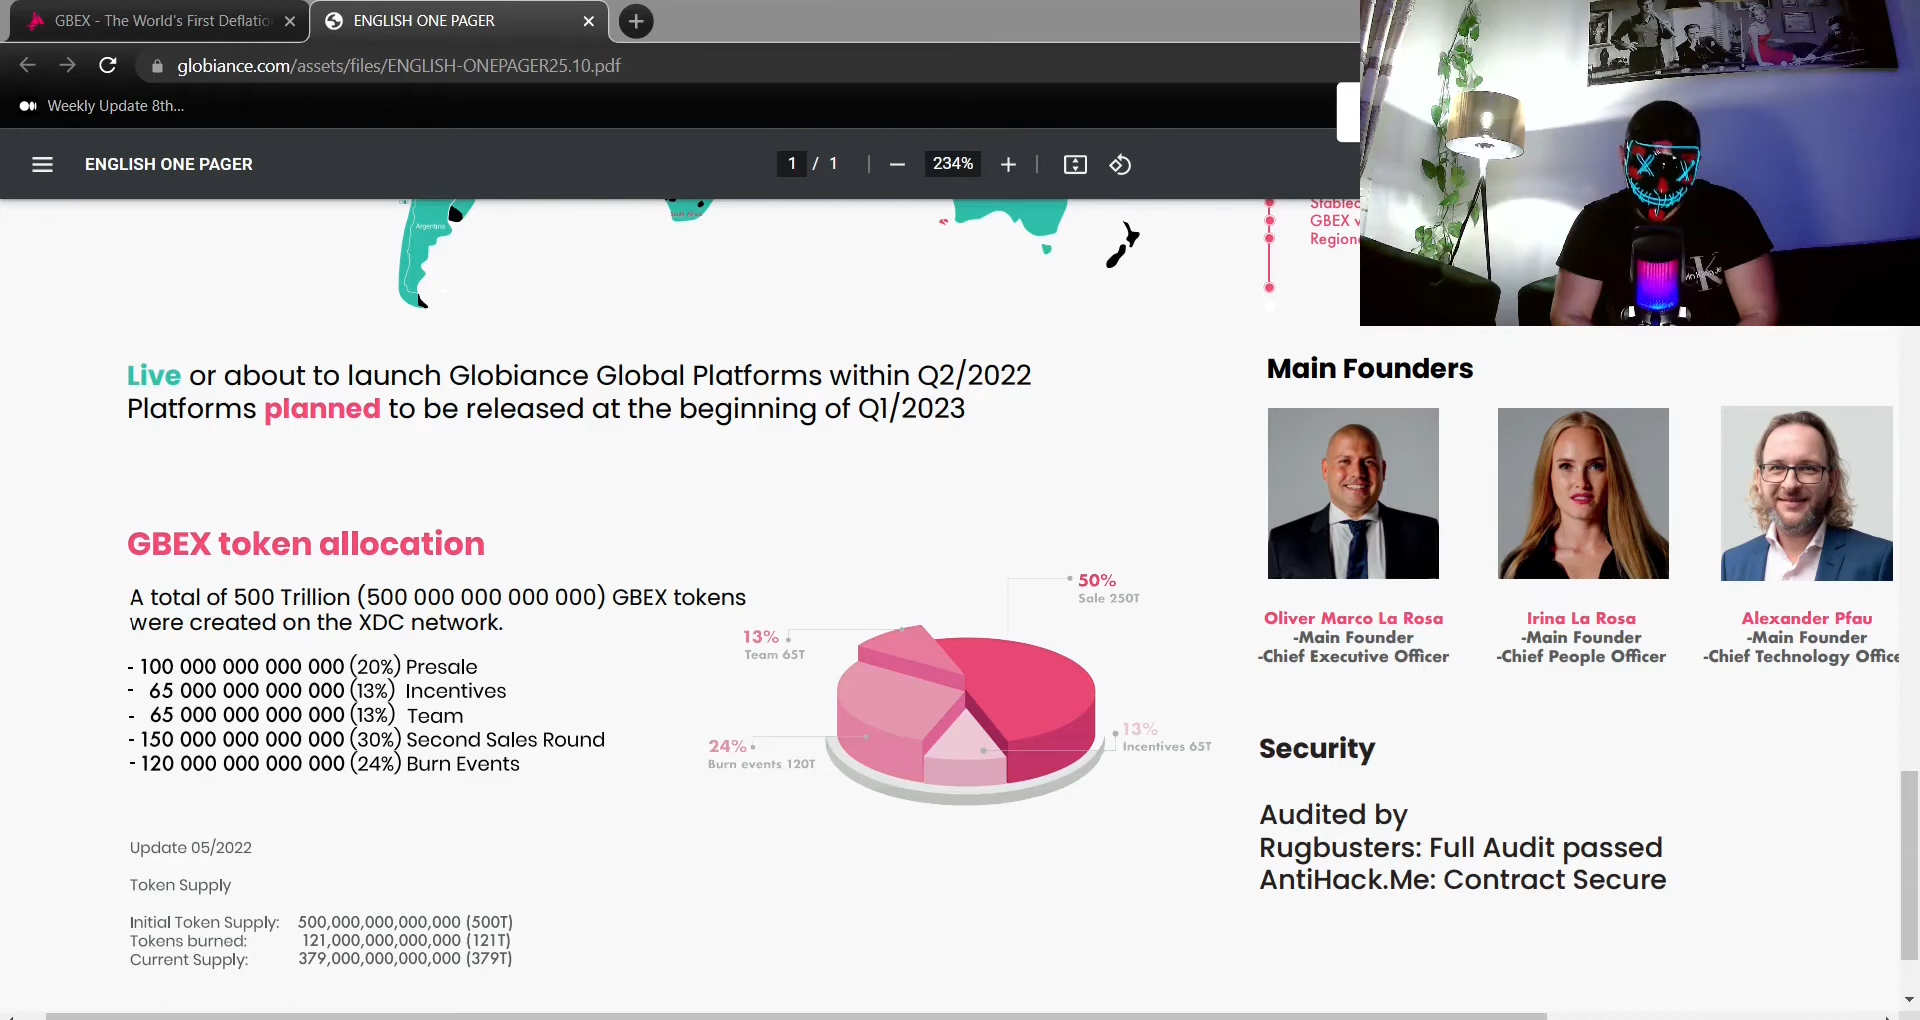 GBEX - The World's First Deflatio
ENGLISH ONE PAGER
globiance.com/assets/files/ENGLISH-ONEPAGER25.10.pdf
Weekly Update 8th...
ENGLISH ONE PAGER
1 / 1
234%
Argentina
South Africa
Stablec
GBEX v
Region
Live or about to launch Globiance Global Platforms within Q2/2022
Platforms planned to be released at the beginning of Q1/2023
GBEX token allocation
A total of 500 Trillion (500 000 000 000 000) GBEX tokens
were created on the XDC network.
- 100 000 000 000 000 (20%) Presale
- 65 000 000 000 000 (13%) Incentives
- 65 000 000 000 000 (13%) Team
- 150 000 000 000 000 (30%) Second Sales Round
- 120 000 000 000 000 (24%) Burn Events
50%
Sale 250T
13%
Team 65T
24%
Burn events 120T
13%
Incentives 65T
Update 05/2022
Token Supply
Initial Token Supply: 500,000,000,000,000 (500T)
Tokens burned: 121,000,000,000,000 (121T)
Current Supply: 379,000,000,000,000 (379T)
Main Founders
Oliver Marco La Rosa
-Main Founder
-Chief Executive Officer
Irina La Rosa
-Main Founder
-Chief People Officer
Alexander Pfau
-Main Founder
-Chief Technology Office
Security
Audited by
Rugbusters: Full Audit passed
AntiHack.Me: Contract Secure